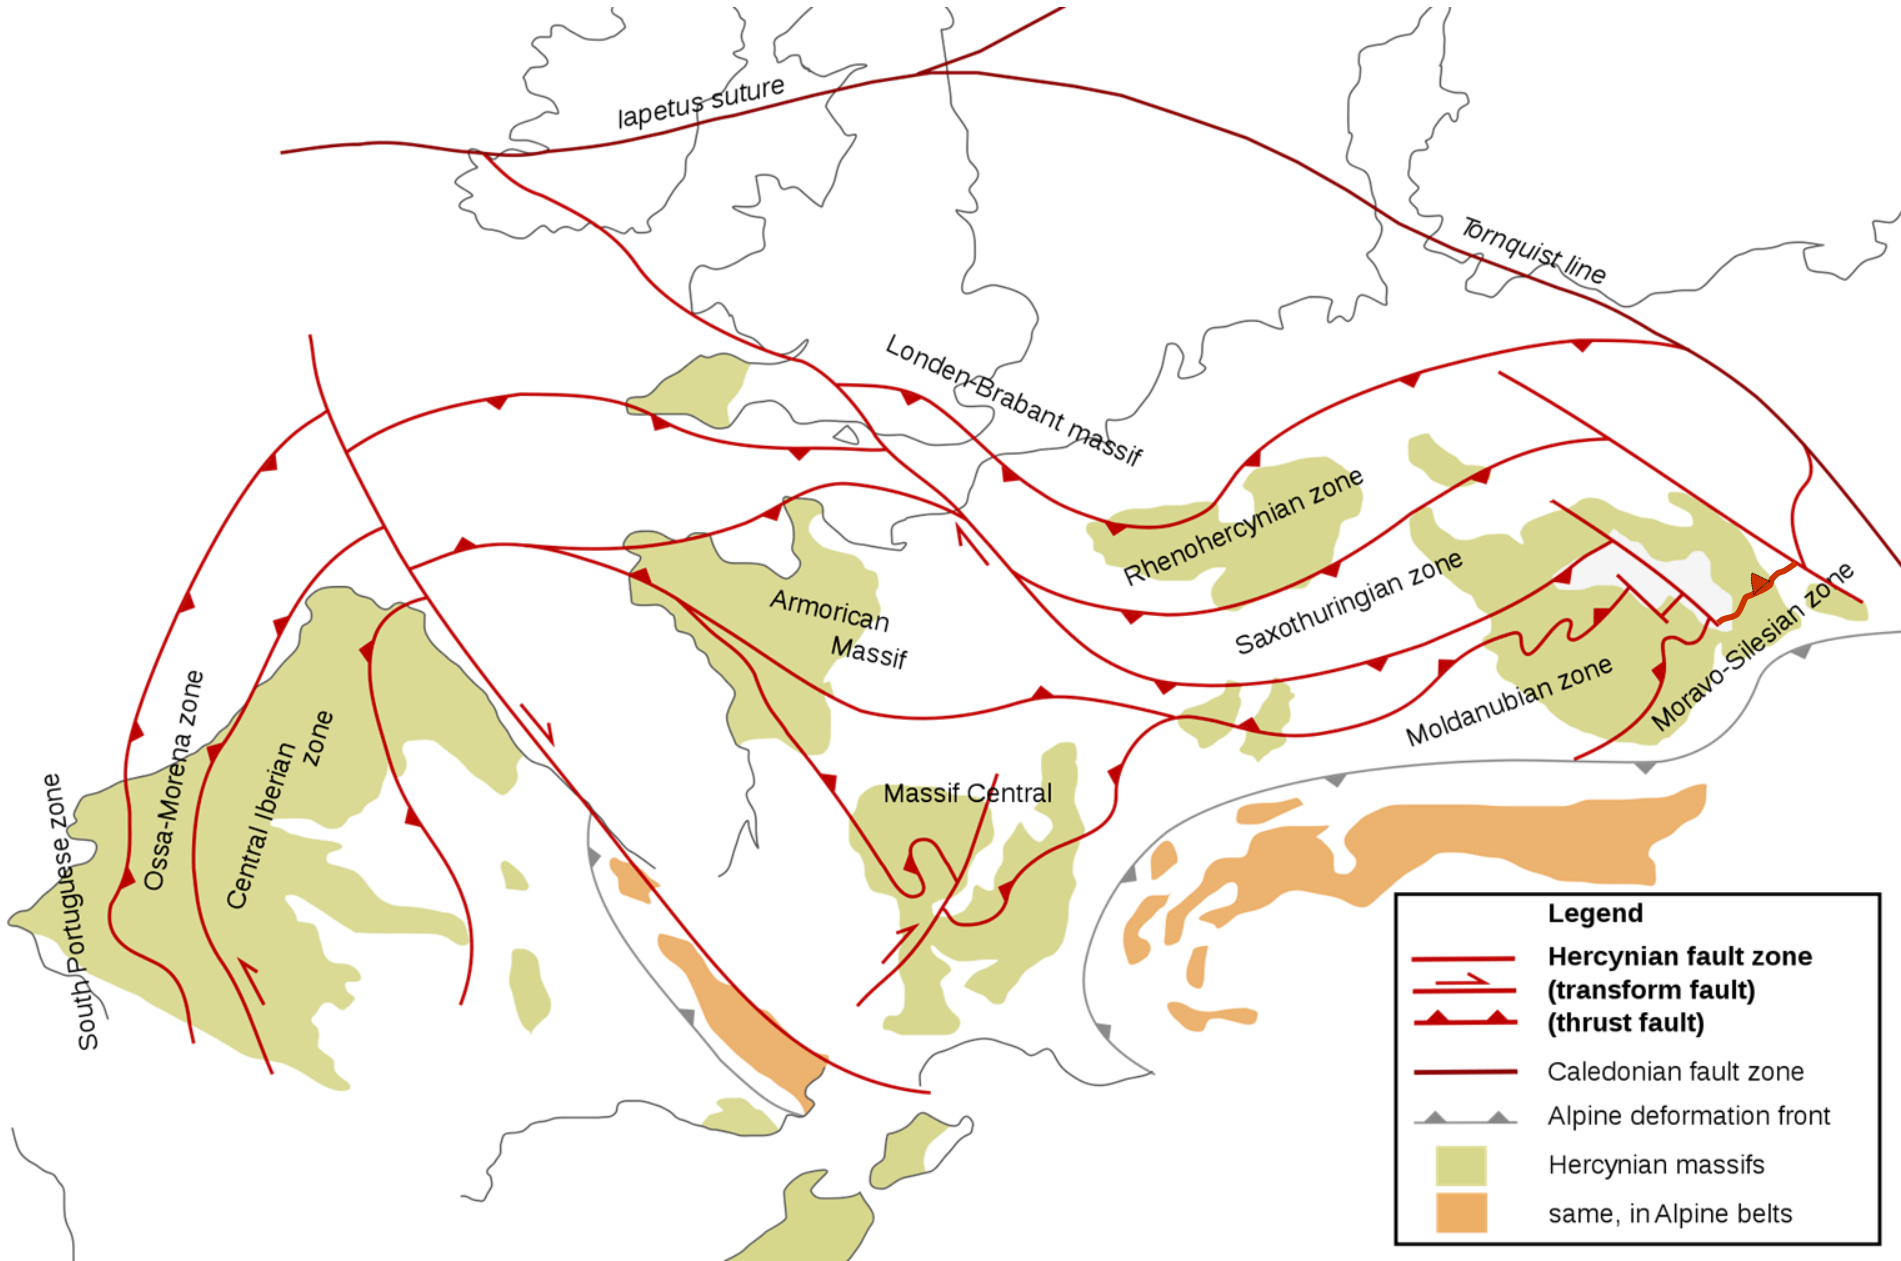 Iapetus suture
Tornquist line
Londen-Brabant massif
Rhenohercynian zone
Saxothuringian zone
Armorican
Massif
Moldanubian zone
Moravo-Silesian zone
Ossa-Morena zone
Central Iberian
zone
South Portuguese zone
Massif Central
Legend
Hercynian fault zone
(transform fault)
(thrust fault)
Caledonian fault zone
Alpine deformation front
Hercynian massifs
same, in Alpine belts